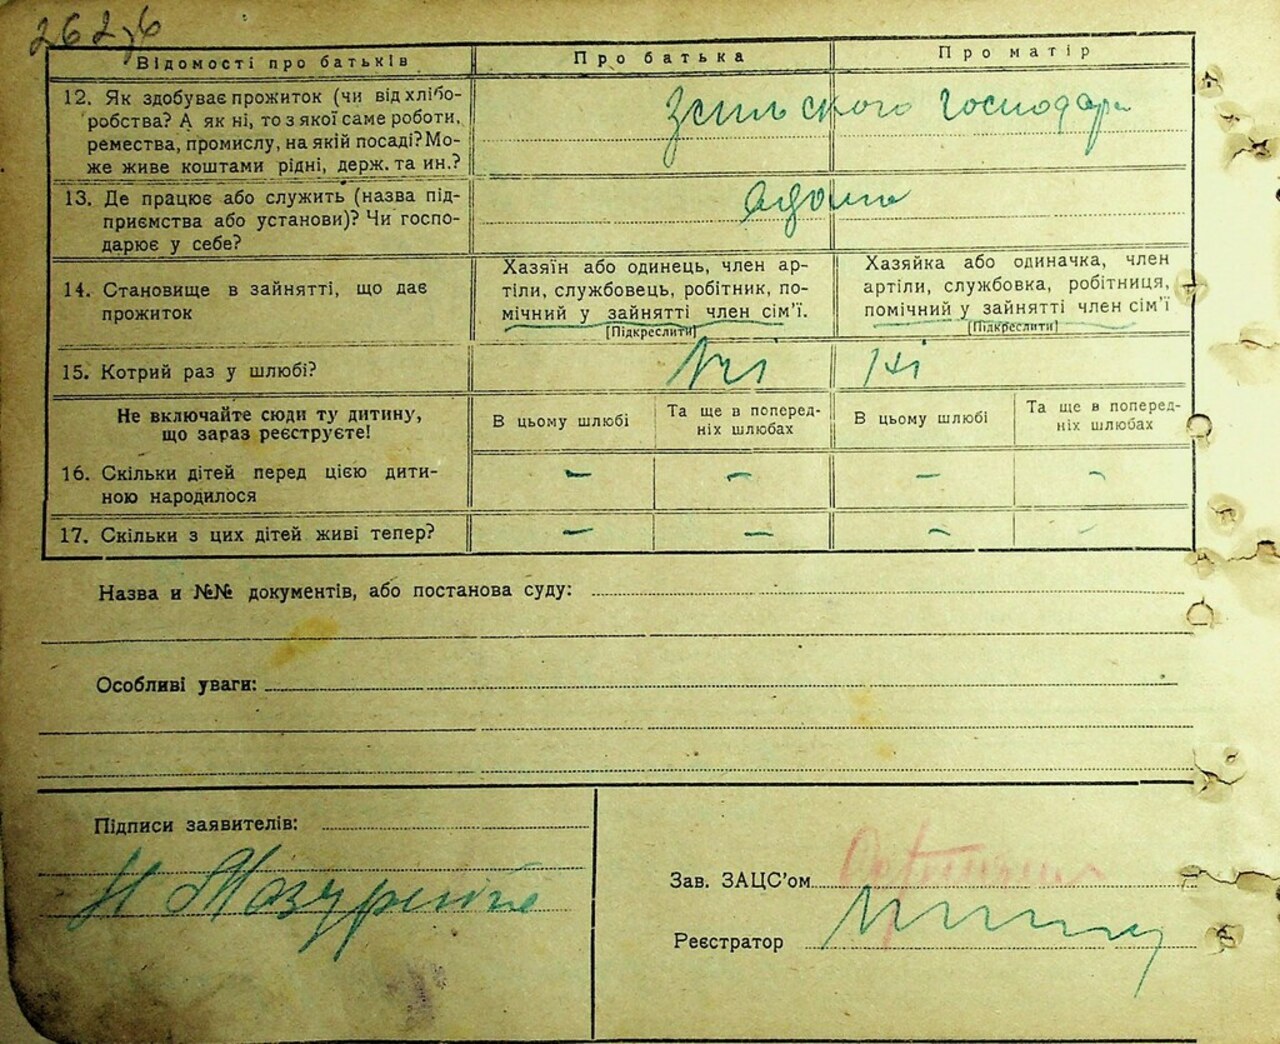 262 б
Відомості про батьків
Про батька
Про матір
12. Як здобуває прожиток (чи від хлібо-
робства? А як ні, то з якої саме роботи,
ремества, промислу, на якій посаді? Мо-
же живе коштами рідні, держ. та ин.?
Зсильского господар
13. Де працює або служить (назва під-
приємства або установи)? Чи госпо-
дарює у себе?
14. Становище в зайнятті, що дає
прожиток
Хазяїн або одинець, член ар-
тіли, службовець, робітник, по-
мічний у зайнятті член сім'ї.
[Підкреслити]
Хазяйка або одиначка, член
артіли, службовка, робітниця,
помічний у зайнятті член сім'ї
[Підкреслити]
15. Котрий раз у шлюбі?
Не включайте сюди ту дитину,
що зараз реєструєте!
В цьому шлюбі
Та ще в поперед-
ніх шлюбах
В цьому шлюбі
Та ще в поперед-
ніх шлюбах
16. Скільки дітей перед цією дити-
ною народилося
— — — —
17. Скільки з цих дітей живі тепер?
— — — —
Назва и №№ документів, або постанова суду:
Особливі уваги:
Підписи заявителів:
Зав. ЗАЦС'ом
Реєстратор